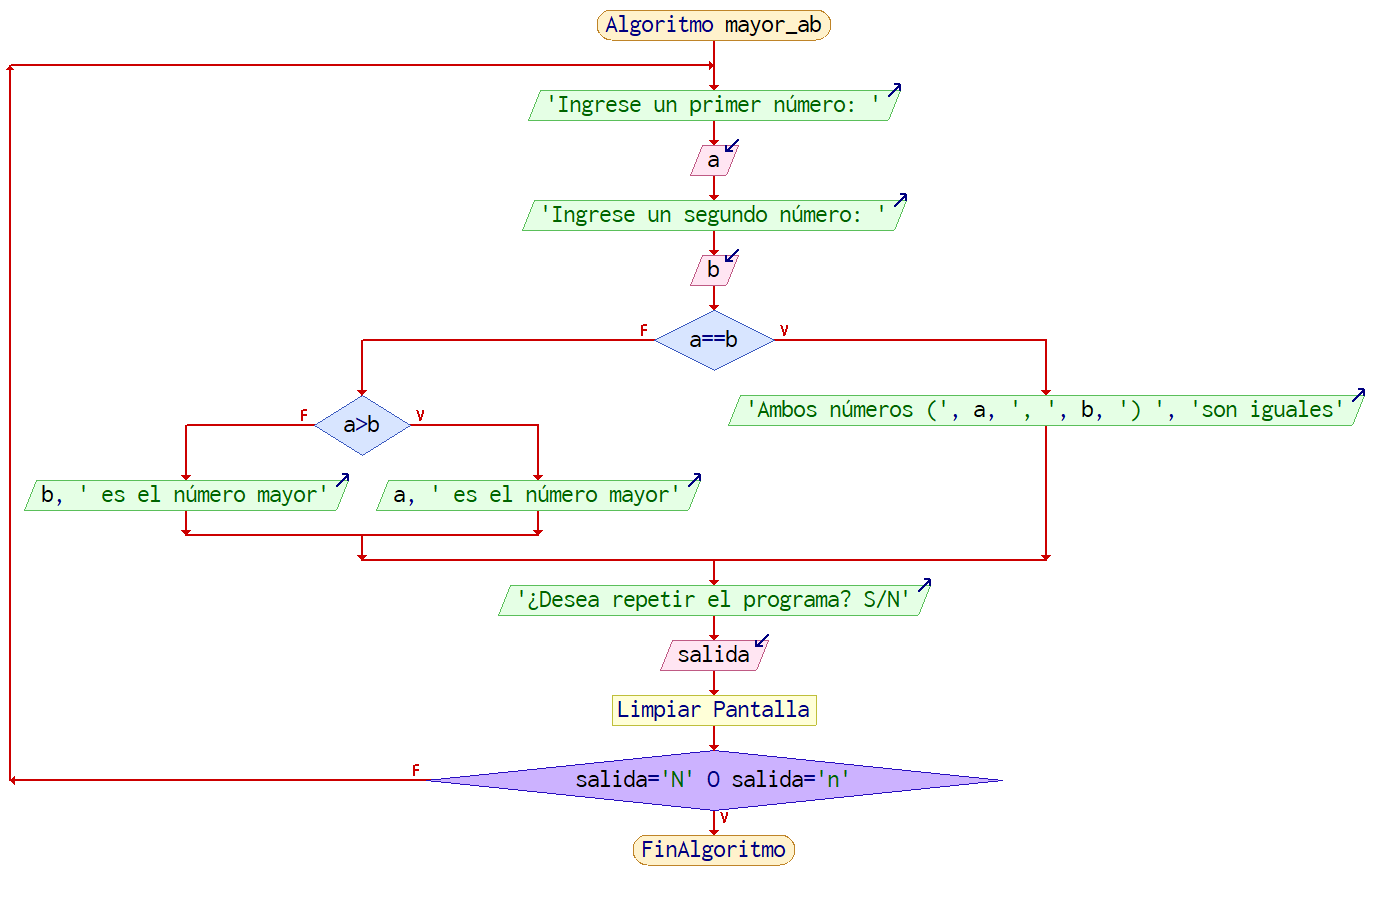 Algoritmo mayor_ab
'Ingrese un primer número: '
a
'Ingrese un segundo número: '
b
F
V
a==b
F
V
a>b
'Ambos números (', a, ', ', b, ') ', 'son iguales'
b, ' es el número mayor'
a, ' es el número mayor'
'¿Desea repetir el programa? S/N'
salida
Limpiar Pantalla
F
salida='N' O salida='n'
V
FinAlgoritmo